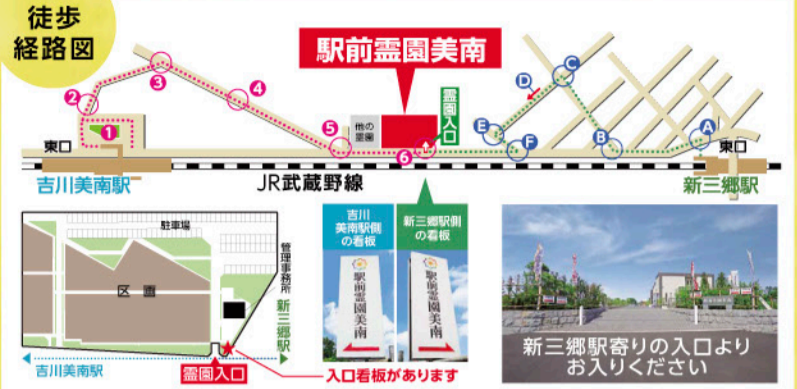 徒歩
経路図
駅前霊園美南
霊園入口
他の
霊園
1
2
3
4
5
6
A
B
C
D
E
F
東口
東口
吉川美南駅
JR武蔵野線
新三郷駅
駐車場
区画
管理事務所
新三郷駅
吉川美南駅
霊園入口
入口看板があります
吉川
美南駅側
の看板
新三郷駅側
の看板
駅前霊園美南
駅前霊園美南
新三郷駅寄りの入口より
お入りください